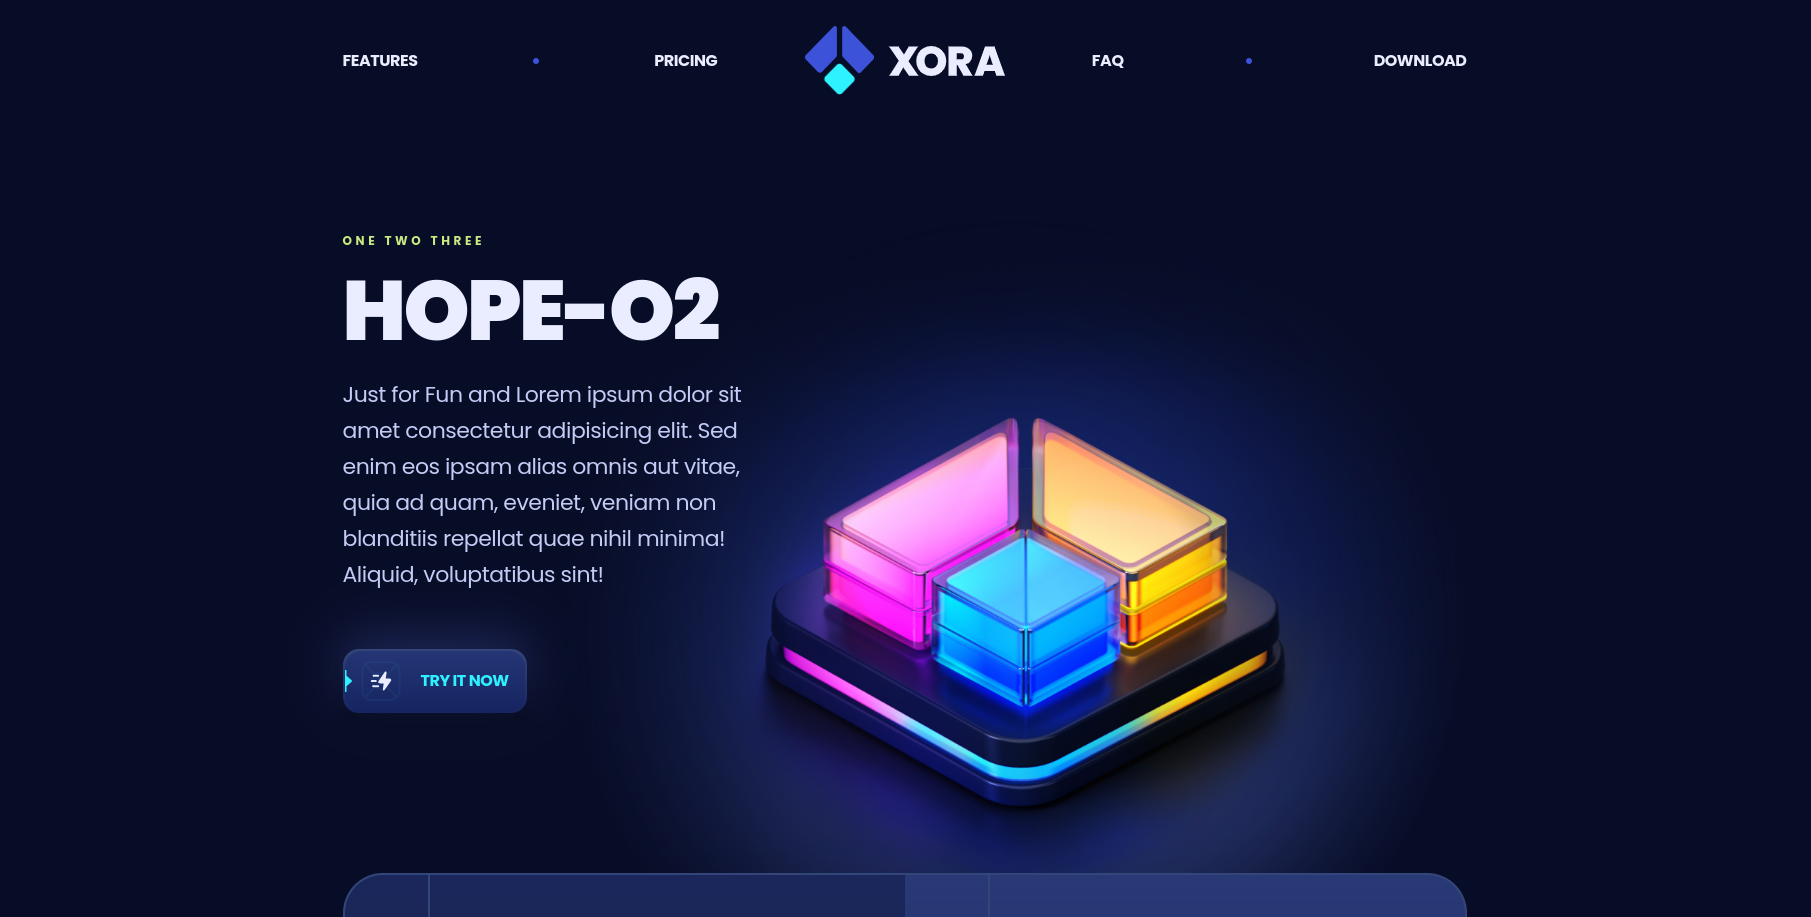 FEATURES
PRICING
XORA
FAQ
DOWNLOAD
ONE TWO THREE
HOPE-O2
Just for Fun and Lorem ipsum dolor sit
amet consectetur adipisicing elit. Sed
enim eos ipsam alias omnis aut vitae,
quia ad quam, eveniet, veniam non
blanditiis repellat quae nihil minima!
Aliquid, voluptatibus sint!
TRY IT NOW